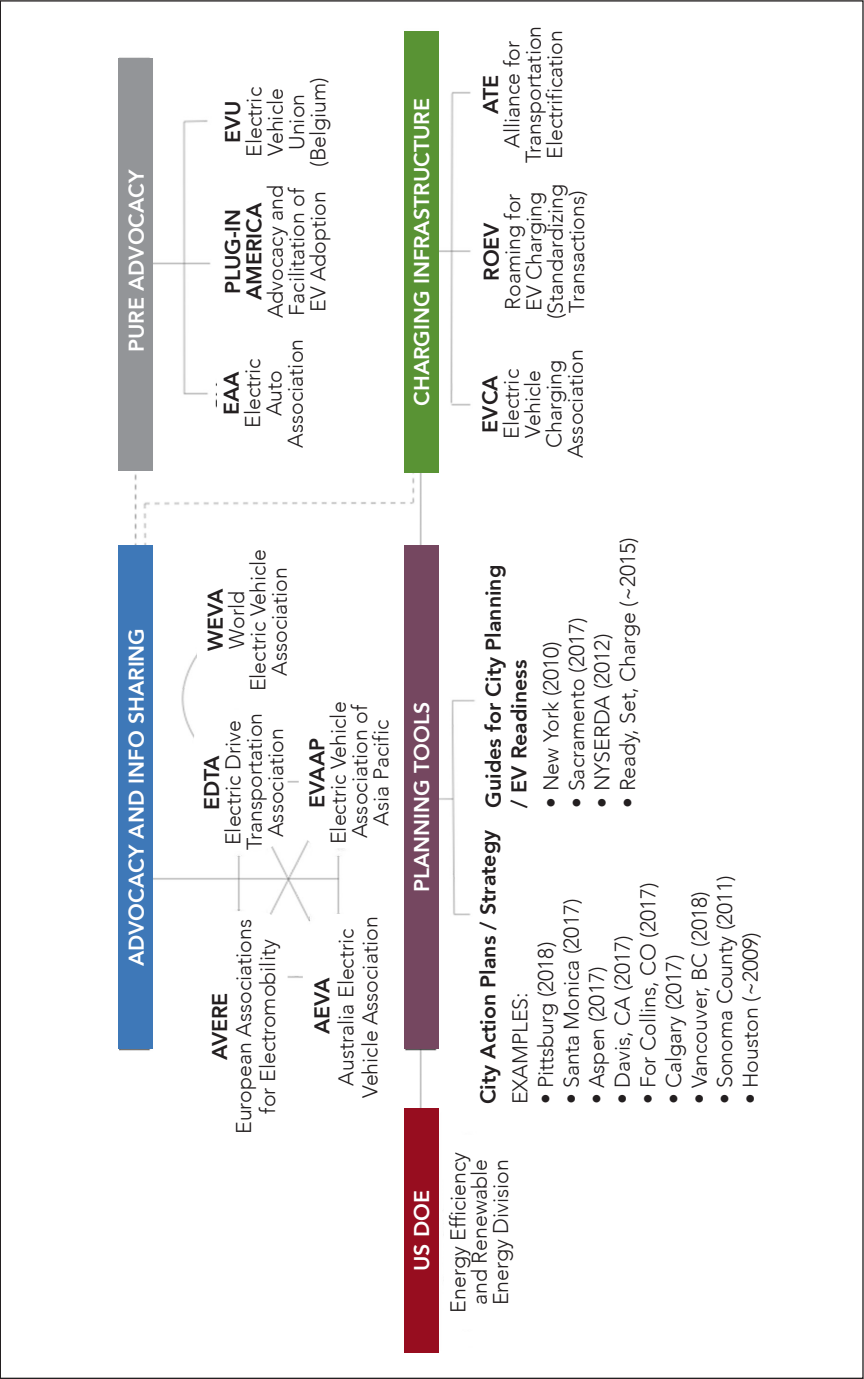 ADVOCACY AND INFO SHARING
AVERE
European Associations
for Electromobility
EDTA
Electric Drive
Transportation
Association
WEVA
World
Electric Vehicle
Association
AEVA
Australia Electric
Vehicle Association
EVAAP
Electric Vehicle
Association of
Asia Pacific
PURE ADVOCACY
EAA
Electric
Auto
Association
PLUG-IN
AMERICA
Advocacy and
Facilitation of
EV Adoption
EVU
Electric
Vehicle
Union
(Belgium)
US DOE
Energy Efficiency
and Renewable
Energy Division
PLANNING TOOLS
City Action Plans / Strategy
EXAMPLES:
• Pittsburg (2018)
• Santa Monica (2017)
• Aspen (2017)
• Davis, CA (2017)
• For Collins, CO (2017)
• Calgary (2017)
• Vancouver, BC (2018)
• Sonoma County (2011)
• Houston (~2009)
Guides for City Planning
/ EV Readiness
• New York (2010)
• Sacramento (2017)
• NYSERDA (2012)
• Ready, Set, Charge (~2015)
CHARGING INFRASTRUCTURE
EVCA
Electric
Vehicle
Charging
Association
ROEV
Roaming for
EV Charging
(Standardizing
Transactions)
ATE
Alliance for
Transportation
Electrification